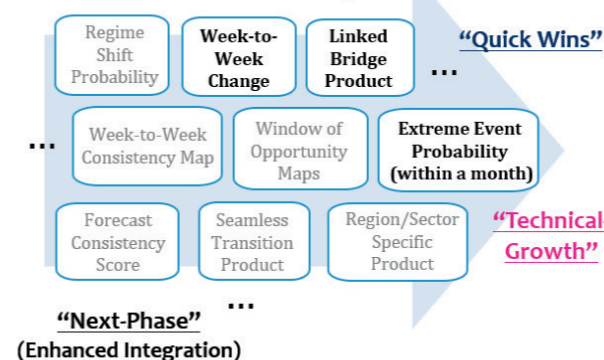 Regime
Shift
Probability
Week-to-
Week
Change
Linked
Bridge
Product
...
"Quick Wins"
...
Week-to-Week
Consistency Map
Window of
Opportunity
Maps
Extreme Event
Probability
(within a month)
Forecast
Consistency
Score
Seamless
Transition
Product
Region/Sector
Specific
Product
"Technical
Growth"
...
"Next-Phase"
(Enhanced Integration)